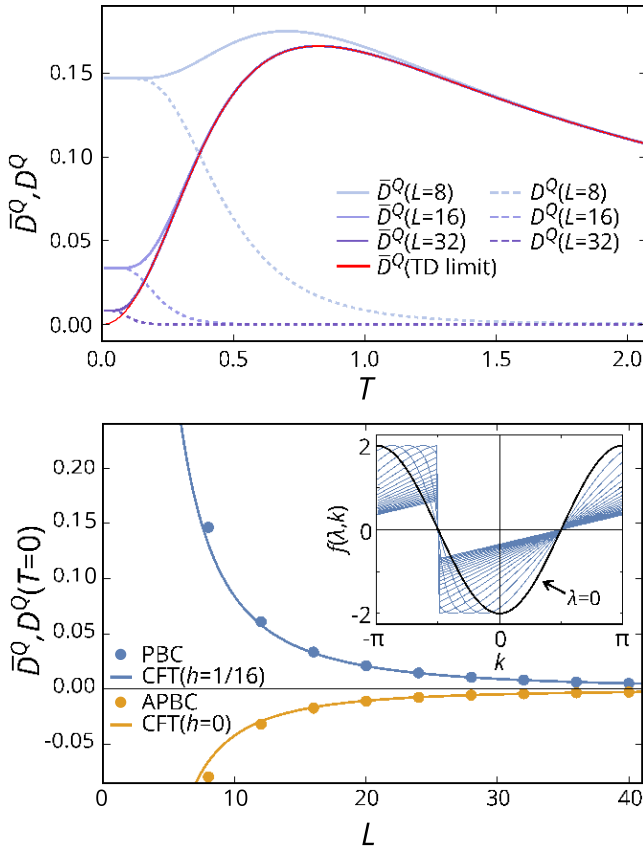 0.15
0.10
0.05
0.00
D̄^Q, D^Q
D̄^Q(L=8)
D̄^Q(L=16)
D̄^Q(L=32)
D̄^Q(TD limit)
D^Q(L=8)
D^Q(L=16)
D^Q(L=32)
0.0 0.5 1.0 1.5 2.0
T
0.20
0.15
0.10
0.05
0.00
-0.05
D̄^Q, D^Q(T=0)
2
0
-2
f(λ,k)
λ=0
-π 0 π
k
PBC
CFT(h=1/16)
APBC
CFT(h=0)
0 10 20 30 40
L